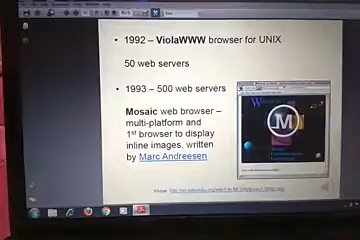 • 1992 – ViolaWWW browser for UNIX
50 web servers
• 1993 – 500 web servers
Mosaic web browser –
multi-platform and
1st browser to display
inline images, written
by Marc Andreesen
M